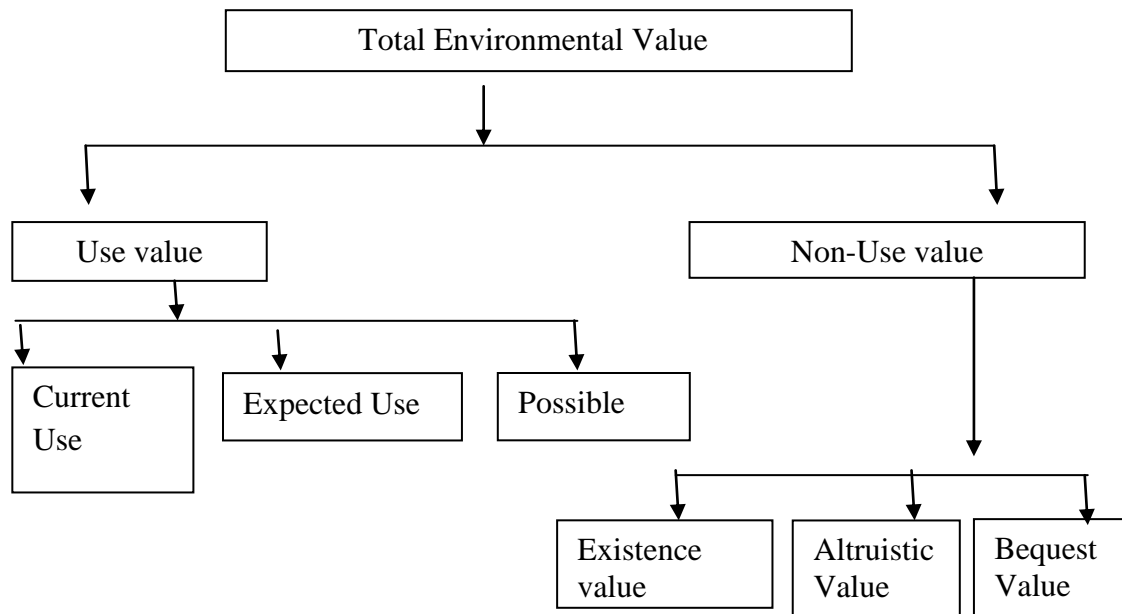 Total Environmental Value
Use value
Non-Use value
Current
Use
Expected Use
Possible
Existence
value
Altruistic
Value
Bequest
Value